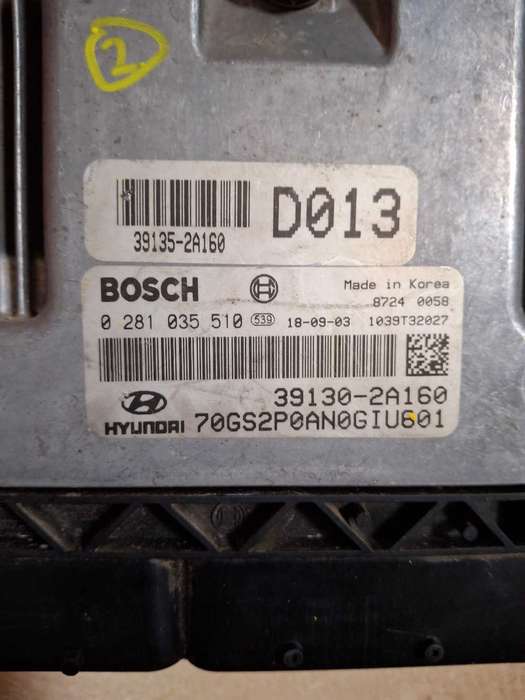 2
D013
39135-2A160
BOSCH Made in Korea
8724 0058
0 281 035 510 539 18-09-03 1039T32027
39130-2A160
HYUNDAI 70GS2P0AN0GIU601